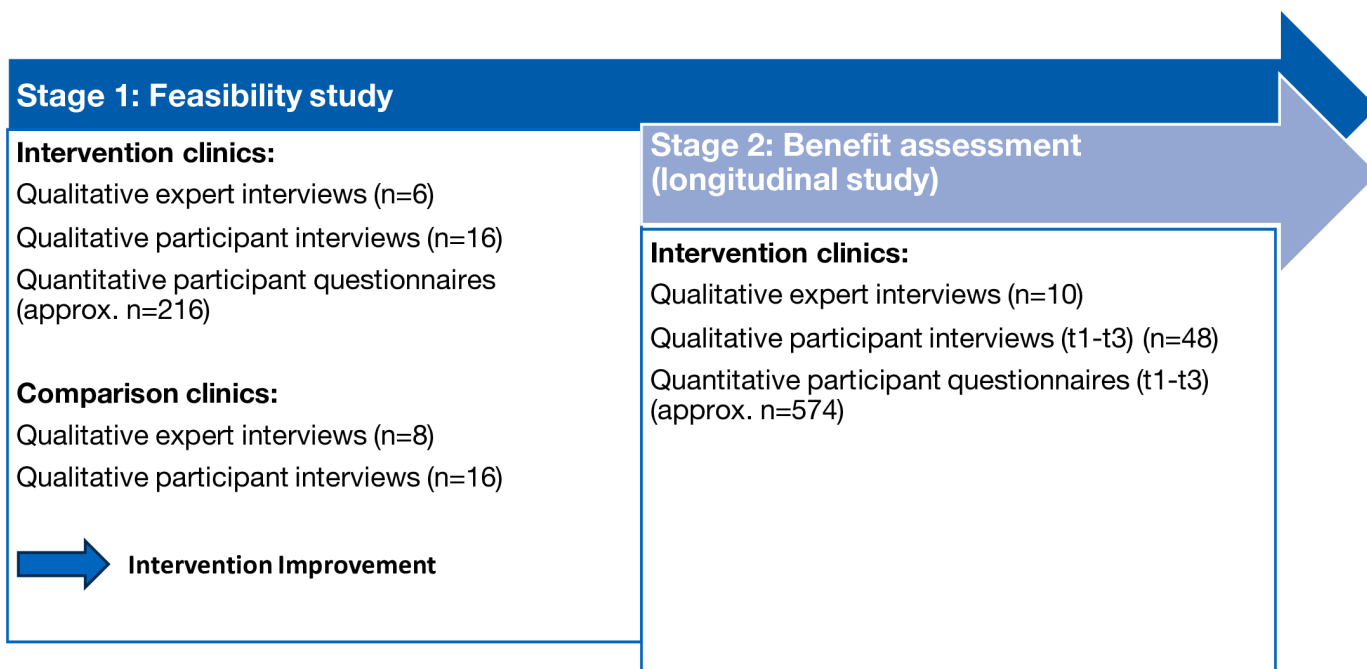 Stage 1: Feasibility study
Intervention clinics:
Qualitative expert interviews (n=6)
Qualitative participant interviews (n=16)
Quantitative participant questionnaires
(approx. n=216)
Comparison clinics:
Qualitative expert interviews (n=8)
Qualitative participant interviews (n=16)
Intervention Improvement
Stage 2: Benefit assessment
(longitudinal study)
Intervention clinics:
Qualitative expert interviews (n=10)
Qualitative participant interviews (t1-t3) (n=48)
Quantitative participant questionnaires (t1-t3)
(approx. n=574)